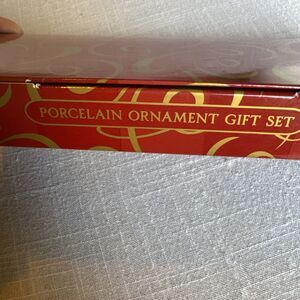 PORCELAIN ORNAMENT GIFT SET